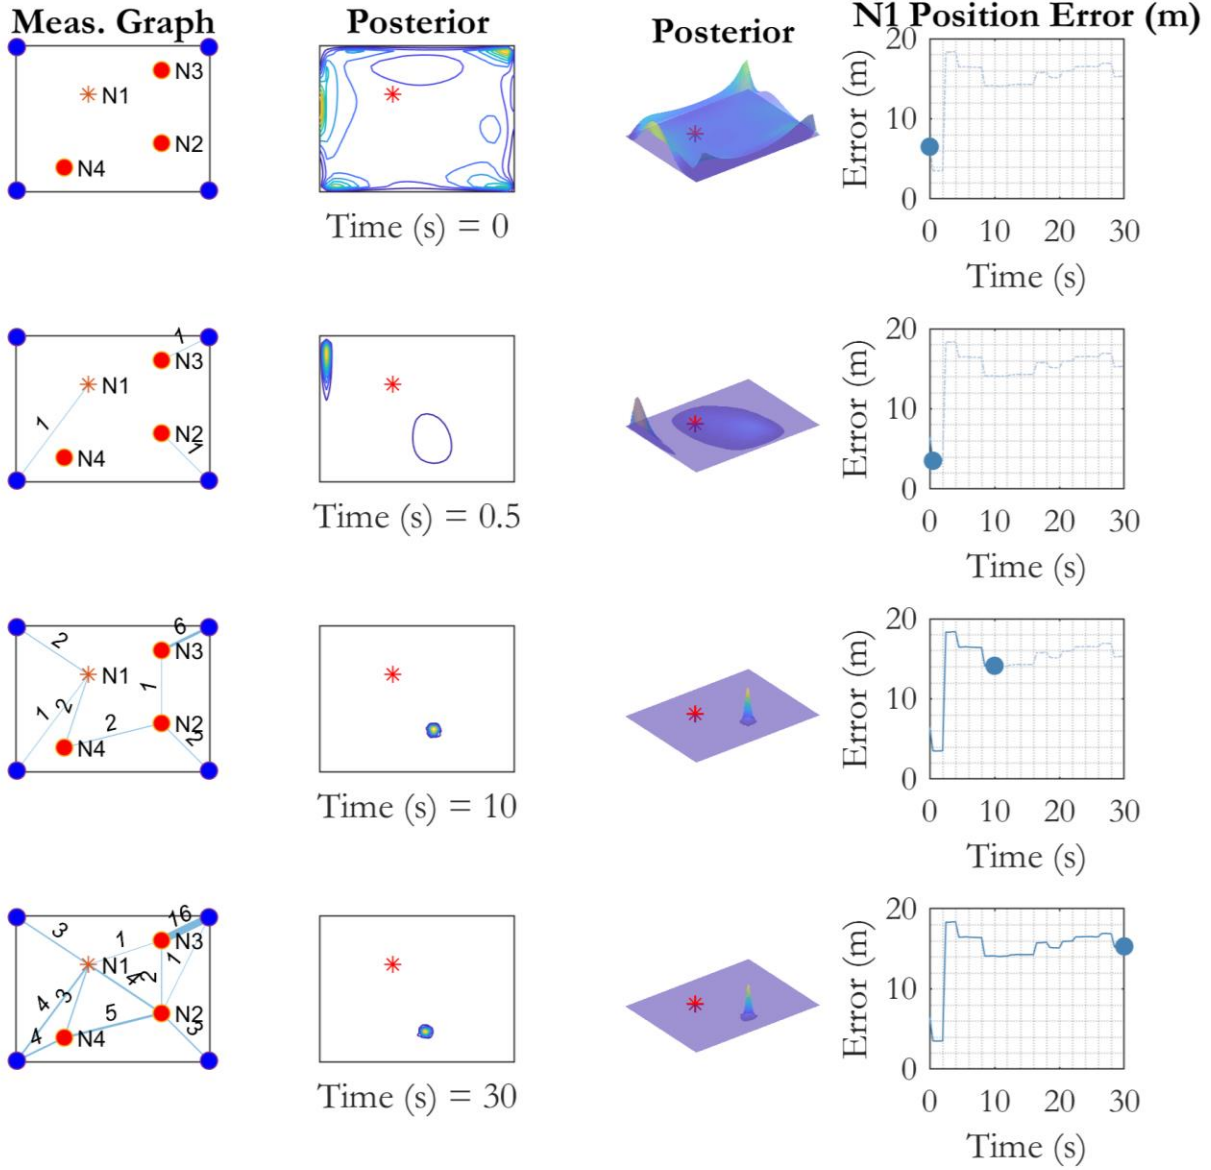 Meas. Graph
Posterior
Posterior
N1 Position Error (m)
N3
N1
N2
N4
Time (s) = 0
Error (m)
20
10
0
0 10 20 30
Time (s)
1
N3
N1
1
N2
1
N4
Time (s) = 0.5
Error (m)
20
10
0
0 10 20 30
Time (s)
6
2
N3
N1
1
1
2
2
N2
N4
Time (s) = 10
Error (m)
20
10
0
0 10 20 30
Time (s)
16
3
1
N3
N1
4
2
1
4
3
5
N2
4
N4
3
Time (s) = 30
Error (m)
20
10
0
0 10 20 30
Time (s)